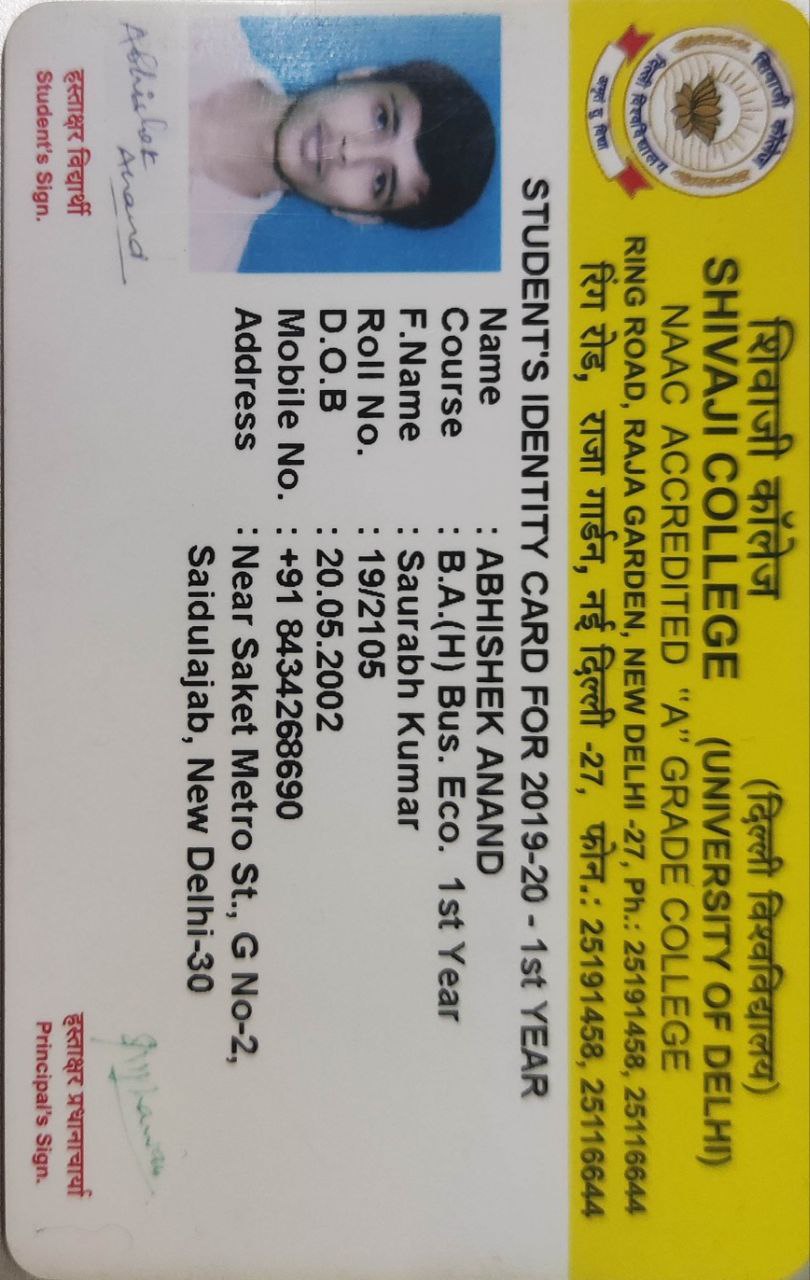 शिवाजी कॉलेज (दिल्ली विश्वविद्यालय)
SHIVAJI COLLEGE (UNIVERSITY OF DELHI)
NAAC ACCREDITED "A" GRADE COLLEGE
RING ROAD, RAJA GARDEN, NEW DELHI -27, Ph.: 25191458, 25116644
रिंग रोड, राजा गार्डन, नई दिल्ली -27, फोन.: 25191458, 25116644
शिवाजी कॉलेज
दिल्ली विश्वविद्यालय
STUDENT'S IDENTITY CARD FOR 2019-20 - 1st YEAR
Name : ABHISHEK ANAND
Course : B.A.(H) Bus. Eco. 1st Year
F.Name : Saurabh Kumar
Roll No. : 19/2105
D.O.B : 20.05.2002
Mobile No. : +91 8434268690
Address : Near Saket Metro St., G No-2,
Saidulajab, New Delhi-30
Abhishek
Anand
हस्ताक्षर विद्यार्थी
Student's Sign.
हस्ताक्षर प्रधानाचार्या
Principal's Sign.